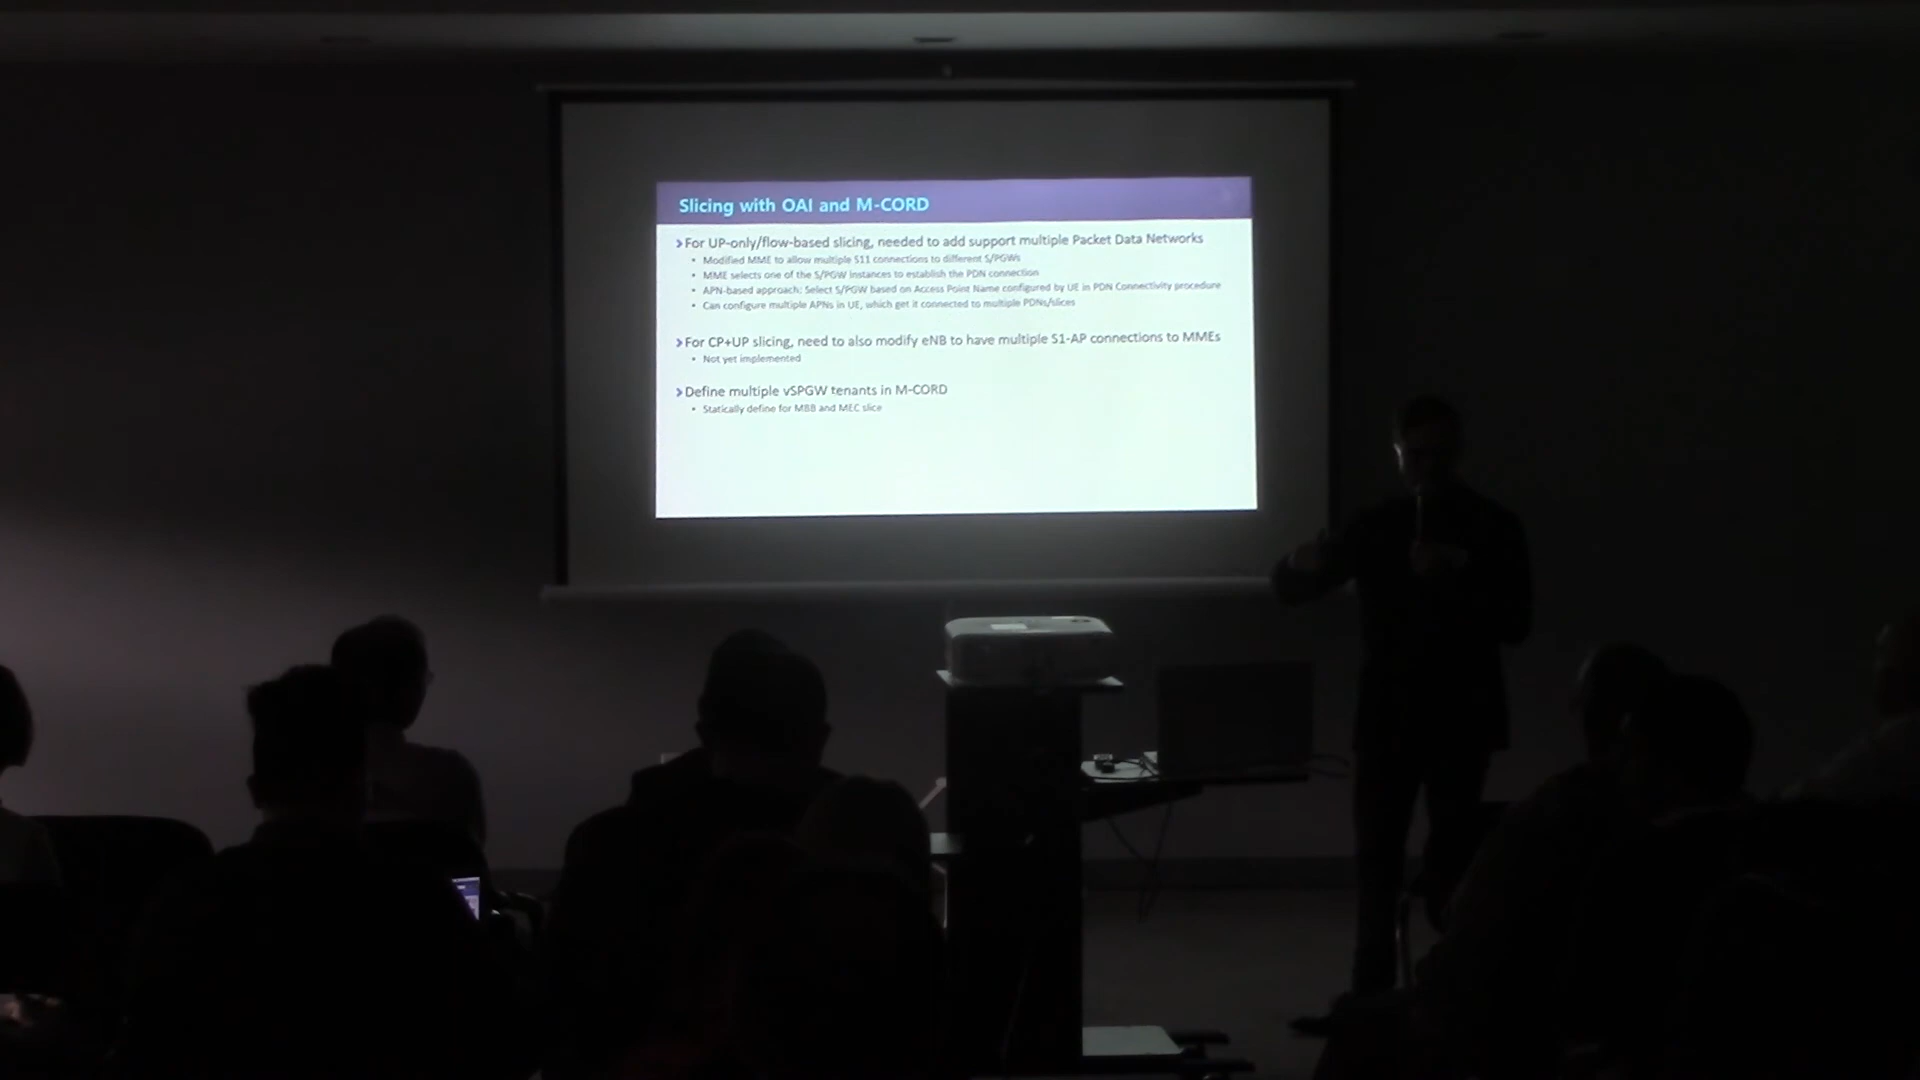 Slicing with OAI and M-CORD
For UP-only/flow-based slicing, needed to add support multiple Packet Data Networks
• Modified MME to allow multiple S11 connections to different S/PGWs
• MME selects one of the S/PGW instances to establish the PDN connection
• APN-based approach: Select S/PGW based on Access Point Name configured by UE in PDN Connectivity procedure
• Can configure multiple APNs in UE, which get it connected to multiple PDNs/slices
For CP+UP slicing, need to also modify eNB to have multiple S1-AP connections to MMEs
• Not yet implemented
Define multiple vSPGW tenants in M-CORD
• Statically define for MBB and MEC slice